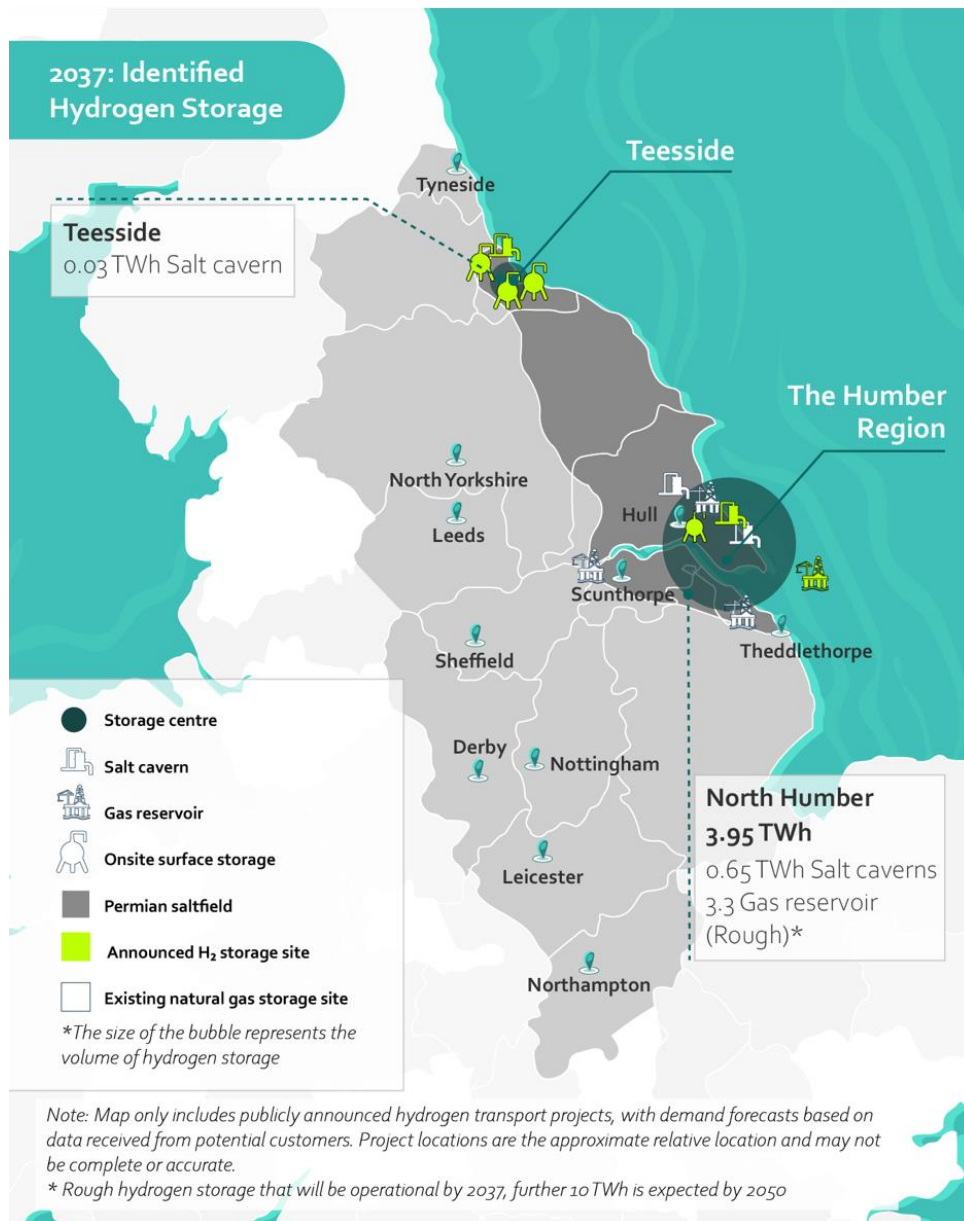 2037: Identified
Hydrogen Storage
Teesside
Tyneside
Teesside
0.03 TWh Salt cavern
The Humber
Region
North Yorkshire
Hull
Leeds
Scunthorpe
Theddlethorpe
Sheffield
Storage centre
Salt cavern
Gas reservoir
Onsite surface storage
Permian saltfield
Announced H₂ storage site
Existing natural gas storage site
*The size of the bubble represents the
volume of hydrogen storage
Derby
Nottingham
Leicester
Northampton
North Humber
3.95 TWh
0.65 TWh Salt caverns
3.3 Gas reservoir
(Rough)*
Note: Map only includes publicly announced hydrogen transport projects, with demand forecasts based on
data received from potential customers. Project locations are the approximate relative location and may not
be complete or accurate.
* Rough hydrogen storage that will be operational by 2037, further 10 TWh is expected by 2050